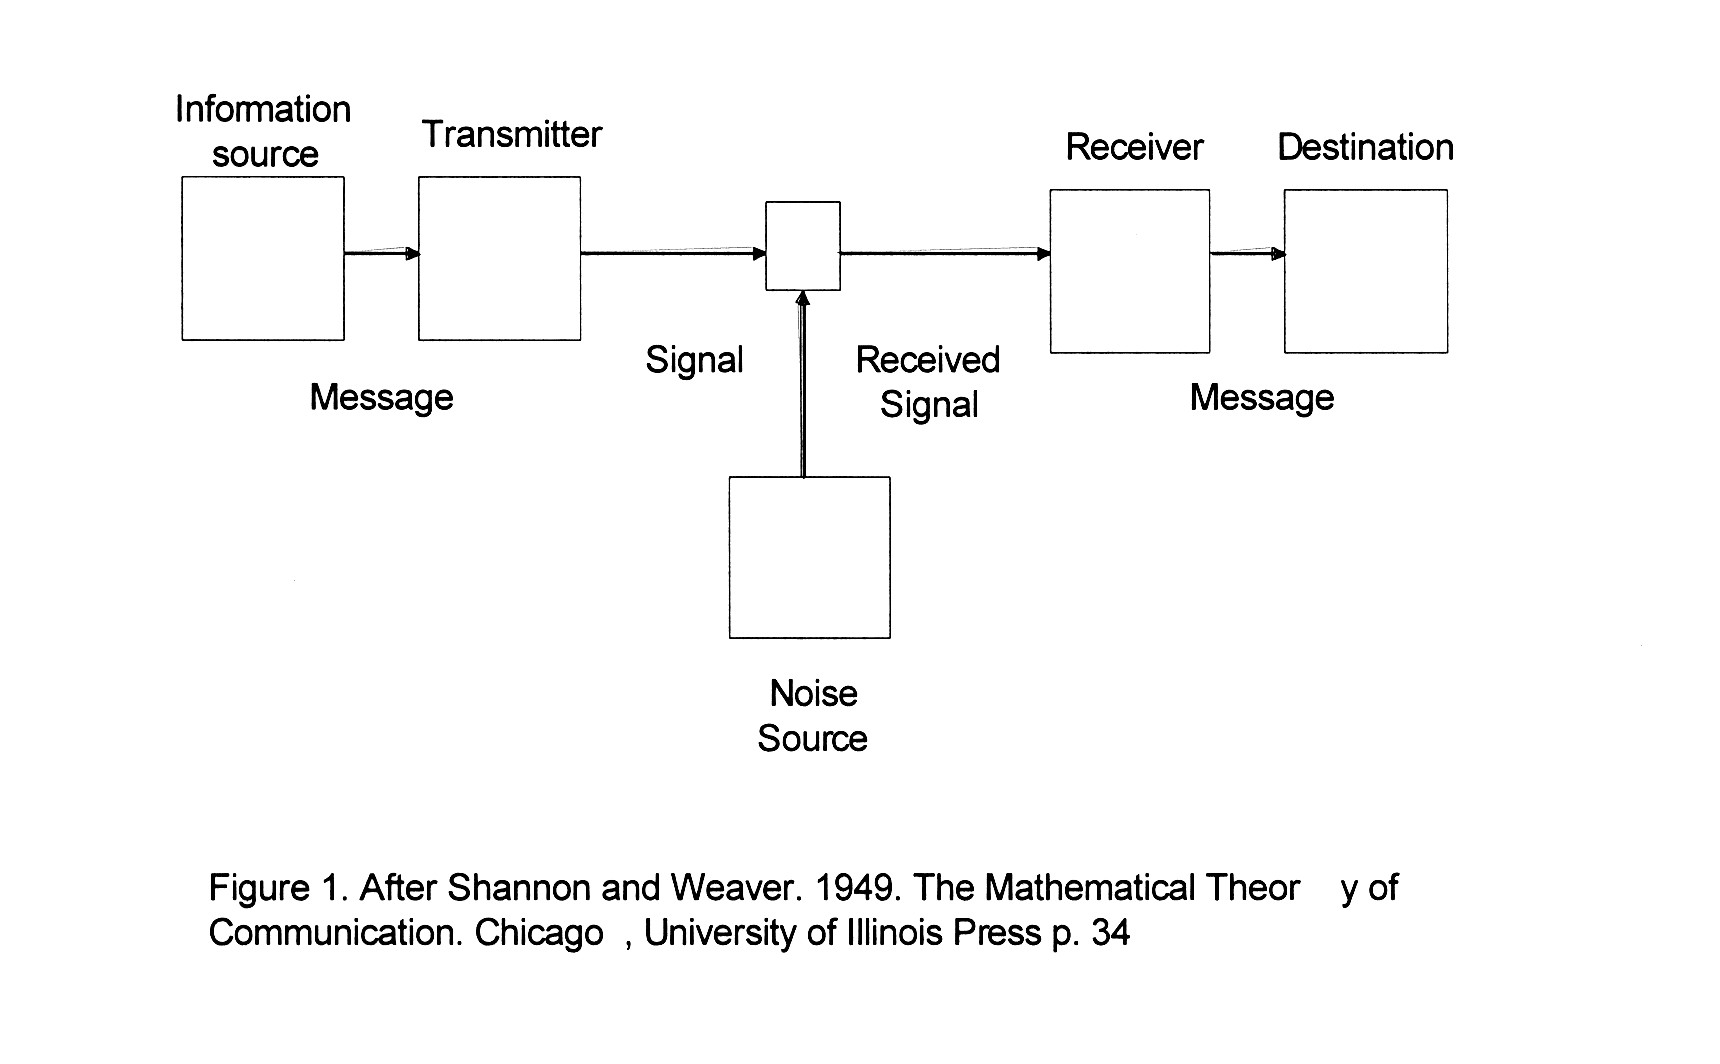 Information
source
Transmitter
Receiver
Destination
Signal
Received
Signal
Message
Message
Noise
Source
Figure 1. After Shannon and Weaver. 1949. The Mathematical Theor y of
Communication. Chicago , University of Illinois Press p. 34